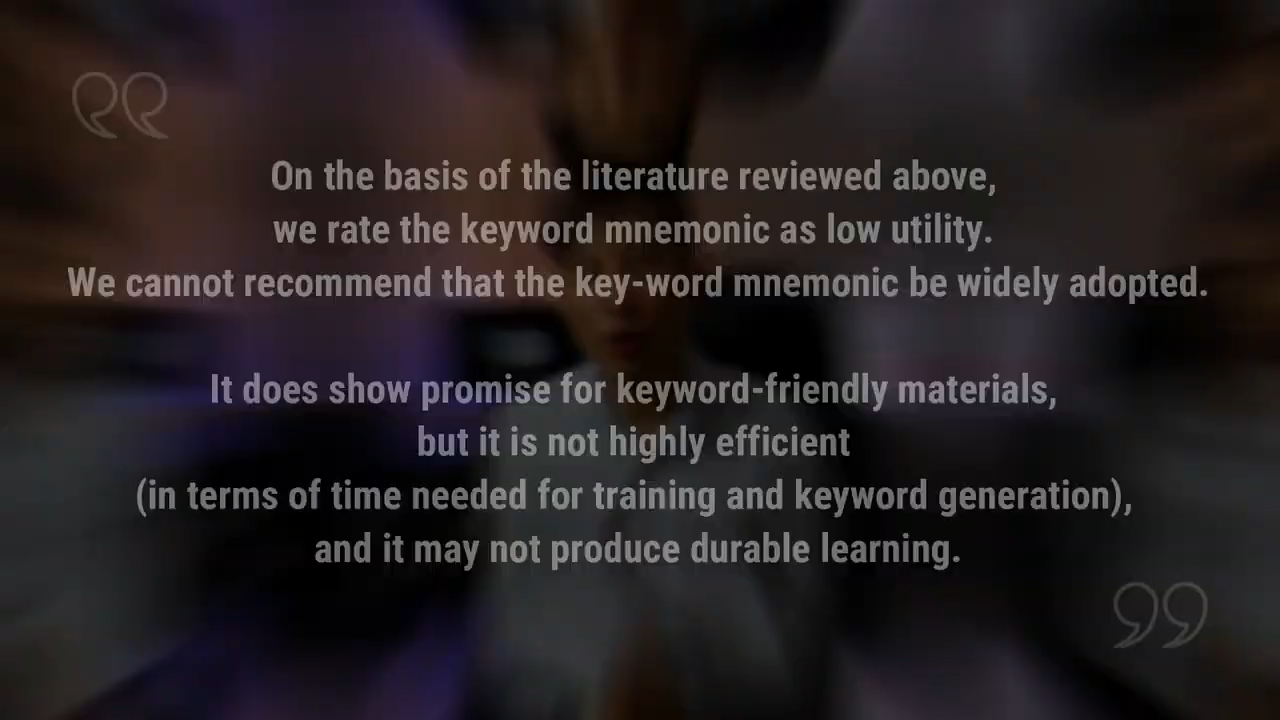 On the basis of the literature reviewed above,
we rate the keyword mnemonic as low utility.
We cannot recommend that the key-word mnemonic be widely adopted.
It does show promise for keyword-friendly materials,
but it is not highly efficient
(in terms of time needed for training and keyword generation),
and it may not produce durable learning.